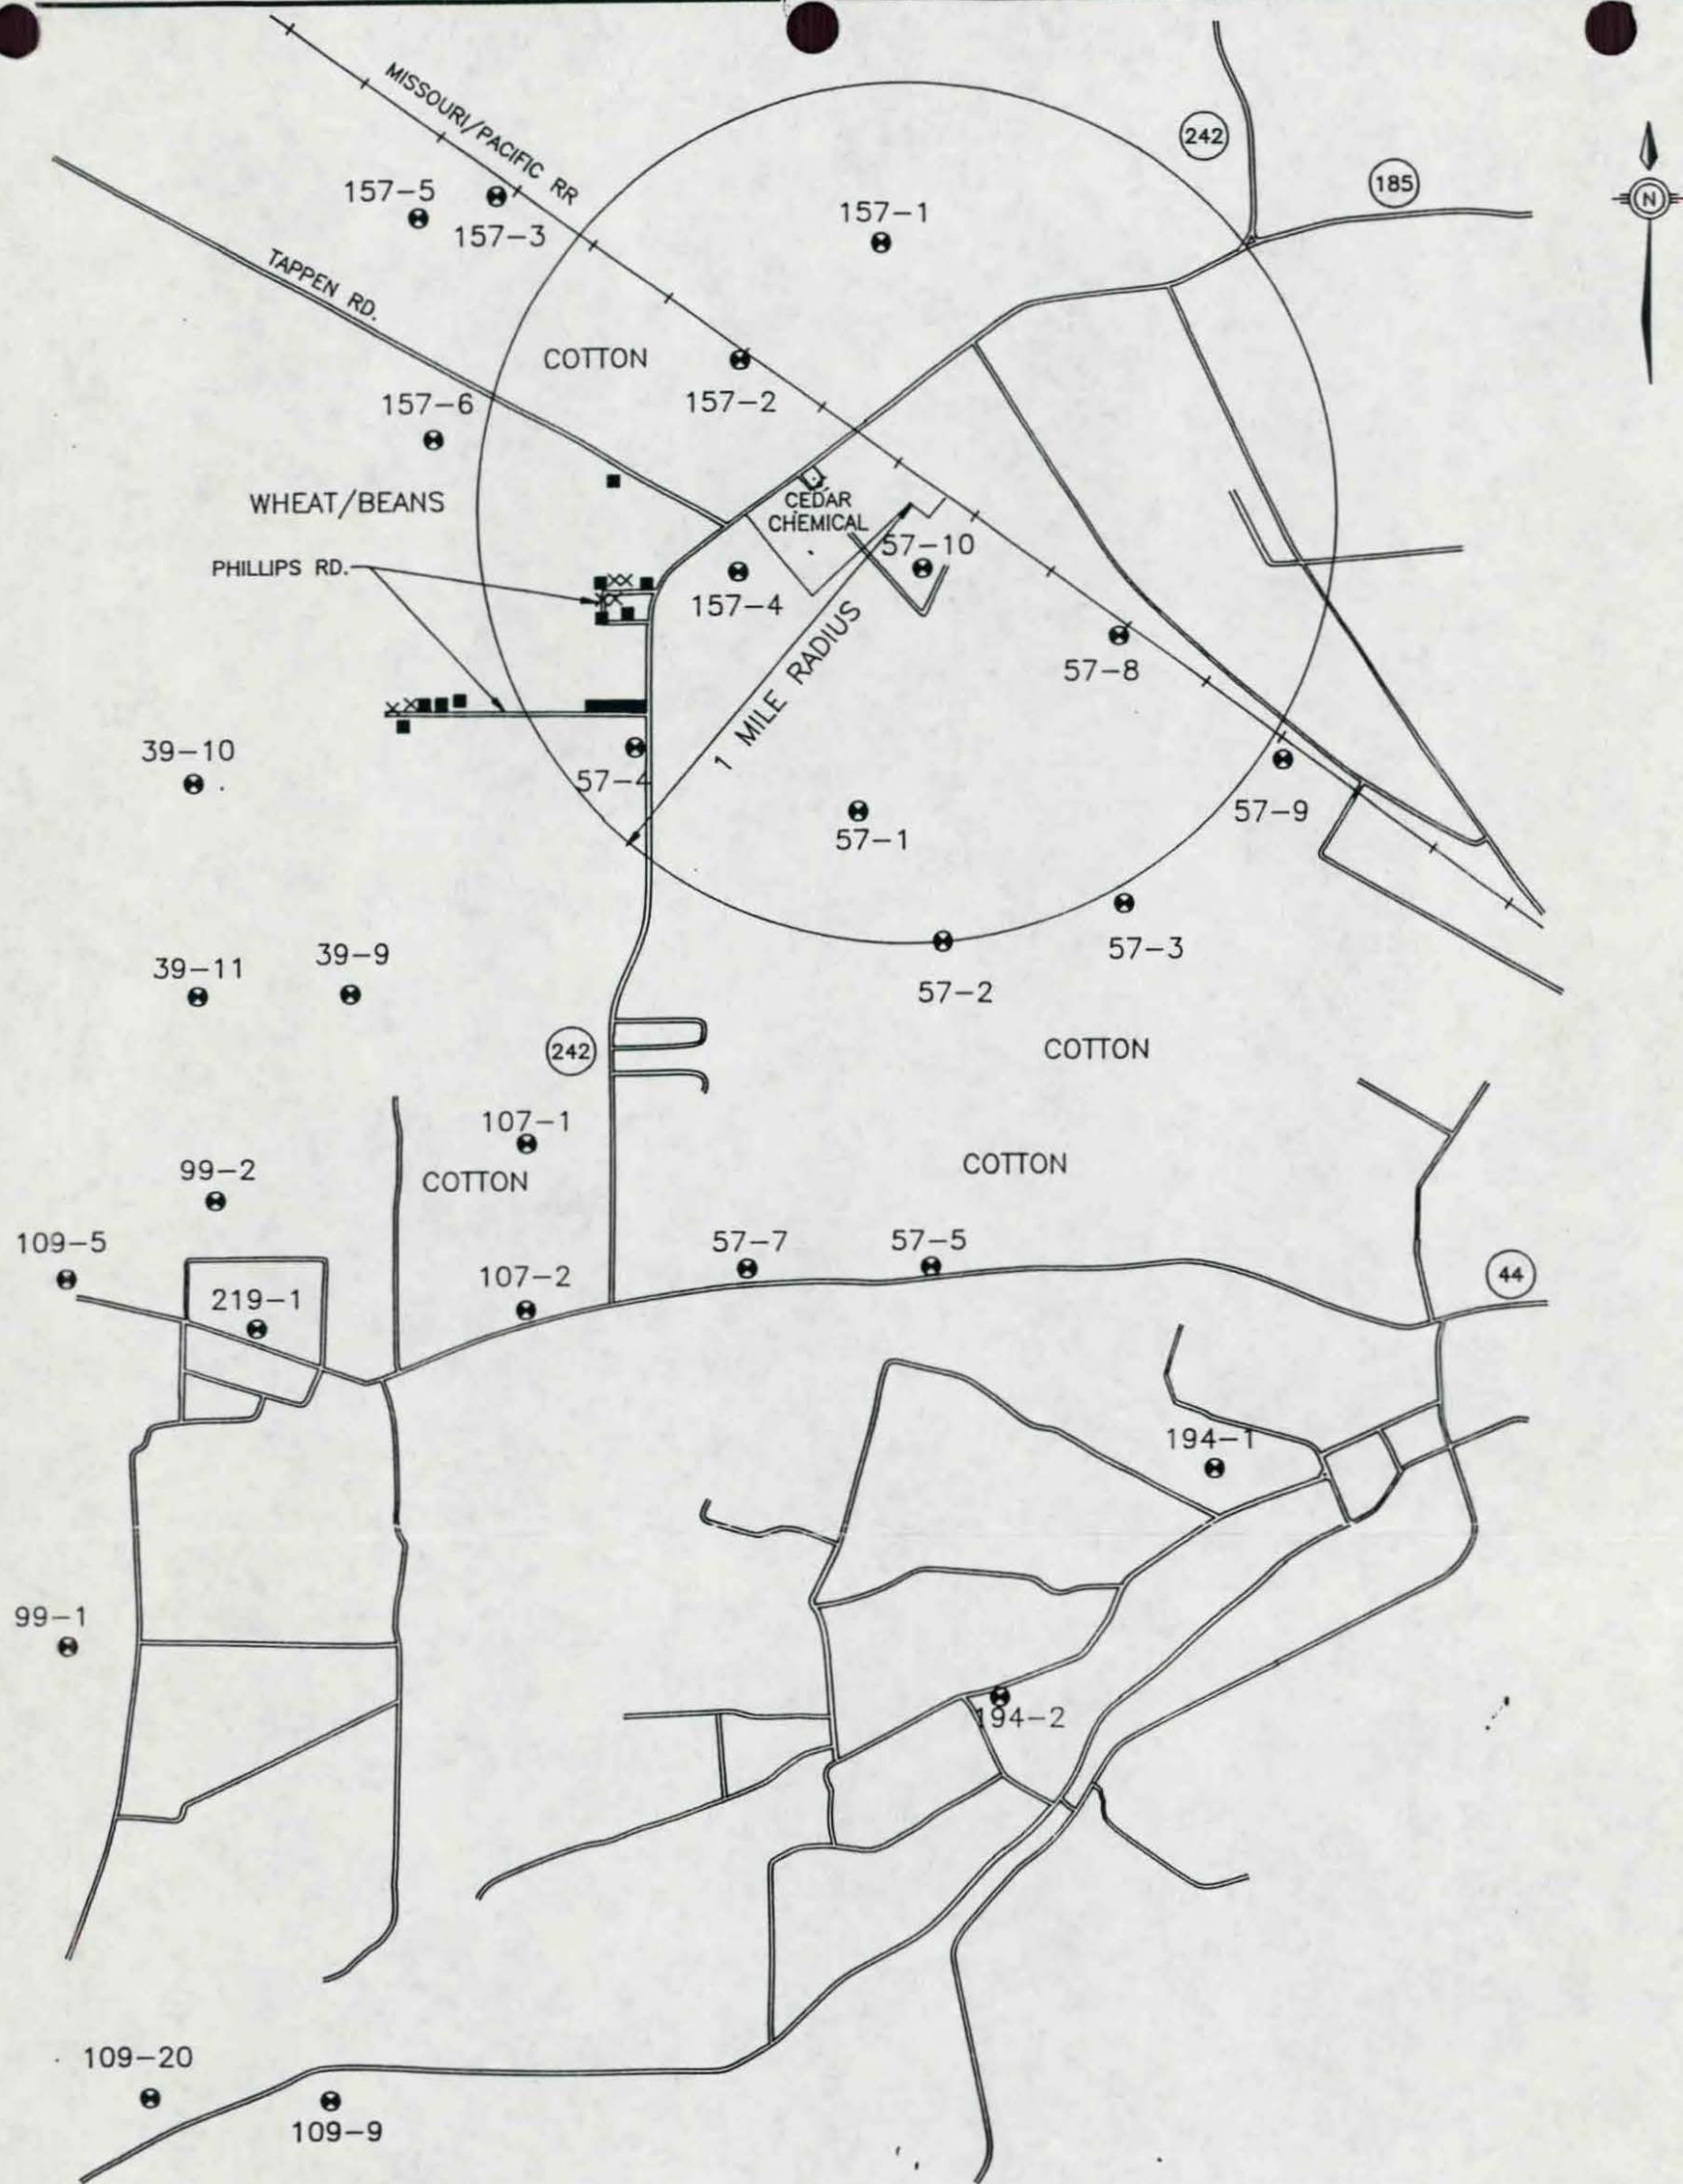 MISSOURI/PACIFIC RR
242
185
N
157-5
157-3
157-1
TAPPEN RD.
COTTON
157-2
157-6
WHEAT/BEANS
CEDAR
CHEMICAL
57-10
PHILLIPS RD.
157-4
1 MILE RADIUS
57-8
39-10
57-4
57-9
57-1
39-11
39-9
57-3
57-2
242
COTTON
107-1
COTTON
99-2
COTTON
109-5
57-7
57-5
44
107-2
219-1
194-1
99-1
194-2
109-20
109-9